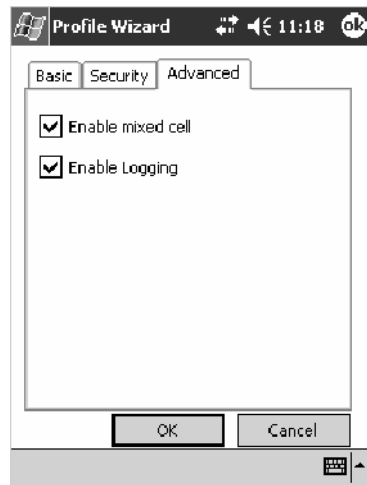 Profile Wizard 11:18 ok
Basic Security Advanced
Enable mixed cell
Enable Logging
OK Cancel